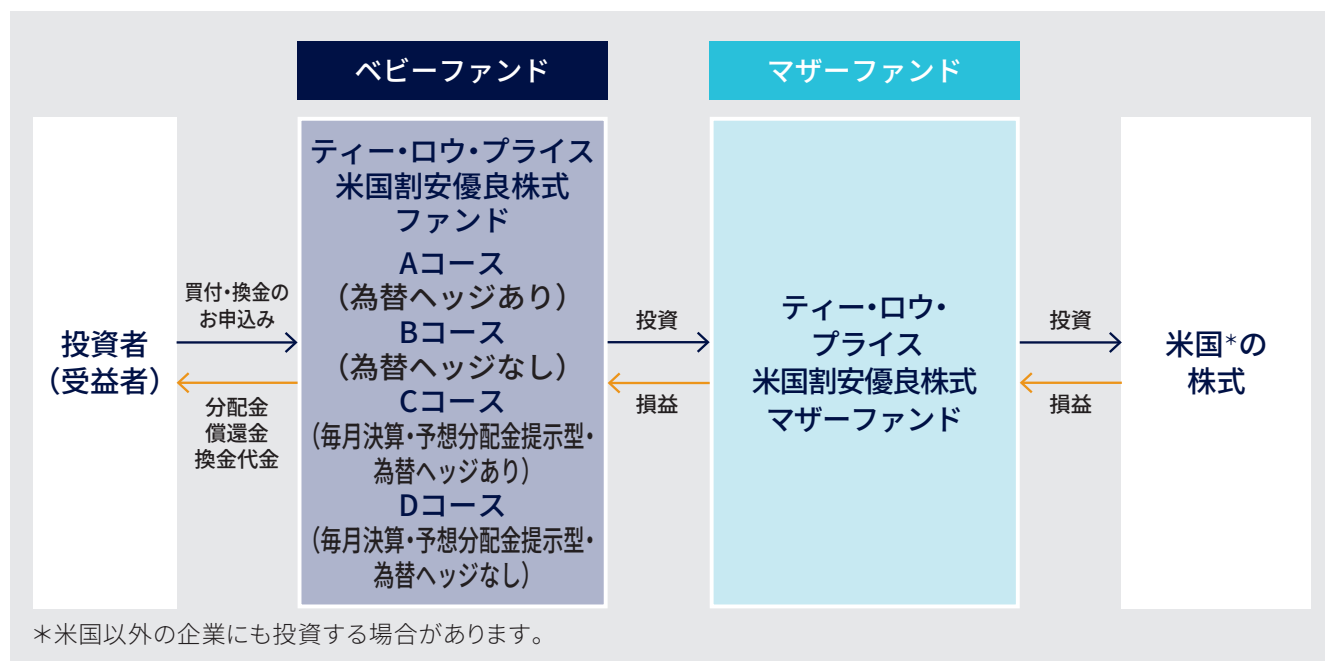 ベビーファンド
マザーファンド
投資者
（受益者）
買付・換金の
お申込み
分配金
償還金
換金代金
ティー・ロウ・プライス
米国割安優良株式
ファンド
Aコース
（為替ヘッジあり）
Bコース
（為替ヘッジなし）
Cコース
（毎月決算・予想分配金提示型・
為替ヘッジあり）
Dコース
（毎月決算・予想分配金提示型・
為替ヘッジなし）
投資
損益
ティー・ロウ・
プライス
米国割安優良株式
マザーファンド
投資
損益
米国*の
株式
＊米国以外の企業にも投資する場合があります。